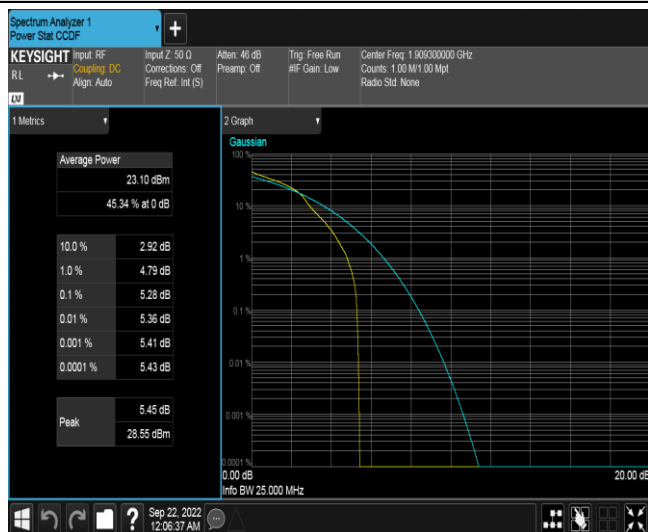 Spectrum Analyzer 1
Power Stat CCDF
+
KEYSIGHT
RL
LXI
Input: RF
Coupling: DC
Align: Auto
Input Z: 50 Ω
Corrections: Off
Freq Ref: Int (S)
Atten: 46 dB
Preamp: Off
Trig: Free Run
#IF Gain: Low
Center Freq: 1.909300000 GHz
Counts: 1.00 M/1.00 Mpt
Radio Std: None
1 Metrics
Average Power
23.10 dBm
45.34 % at 0 dB
10.0 % 2.92 dB
1.0 % 4.79 dB
0.1 % 5.28 dB
0.01 % 5.36 dB
0.001 % 5.41 dB
0.0001 % 5.43 dB
Peak 5.45 dB
28.55 dBm
2 Graph
Gaussian
100 %
10 %
1 %
0.1 %
0.01 %
0.001 %
0.0001 %
0.00 dB 20.00 dB
Info BW 25.000 MHz
?
Sep 22, 2022
12:06:37 AM